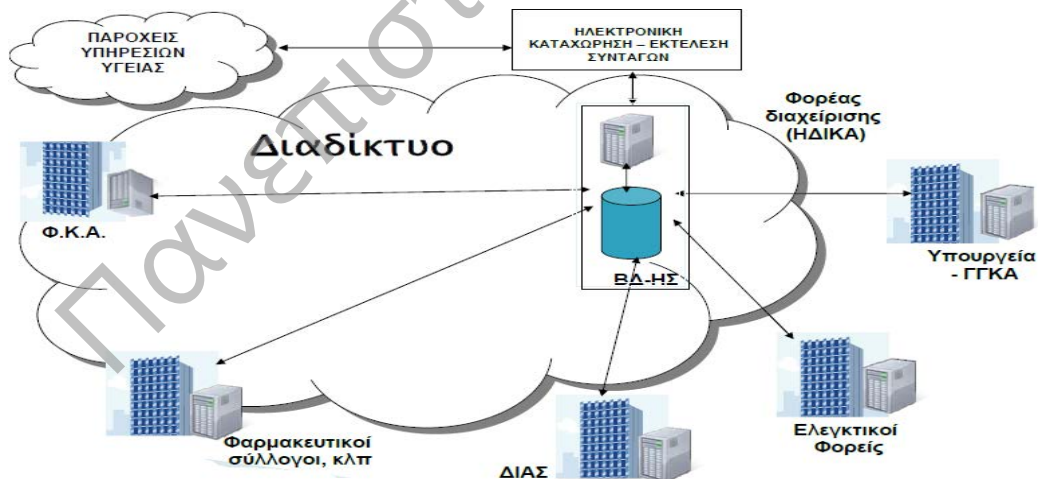 ΠΑΡΟΧΕΙΣ
ΥΠΗΡΕΣΙΩΝ
ΥΓΕΙΑΣ
ΗΛΕΚΤΡΟΝΙΚΗ
ΚΑΤΑΧΩΡΗΣΗ – ΕΚΤΕΛΕΣΗ
ΣΥΝΤΑΓΩΝ
Φορέας
διαχείρισης
(ΗΔΙΚΑ)
Διαδίκτυο
Φ.Κ.Α.
ΒΔ-ΗΣ
Υπουργεία
- ΓΓΚΑ
Φαρμακευτικοί
σύλλογοι, κλπ
ΔΙΑΣ
Ελεγκτικοί
Φορείς